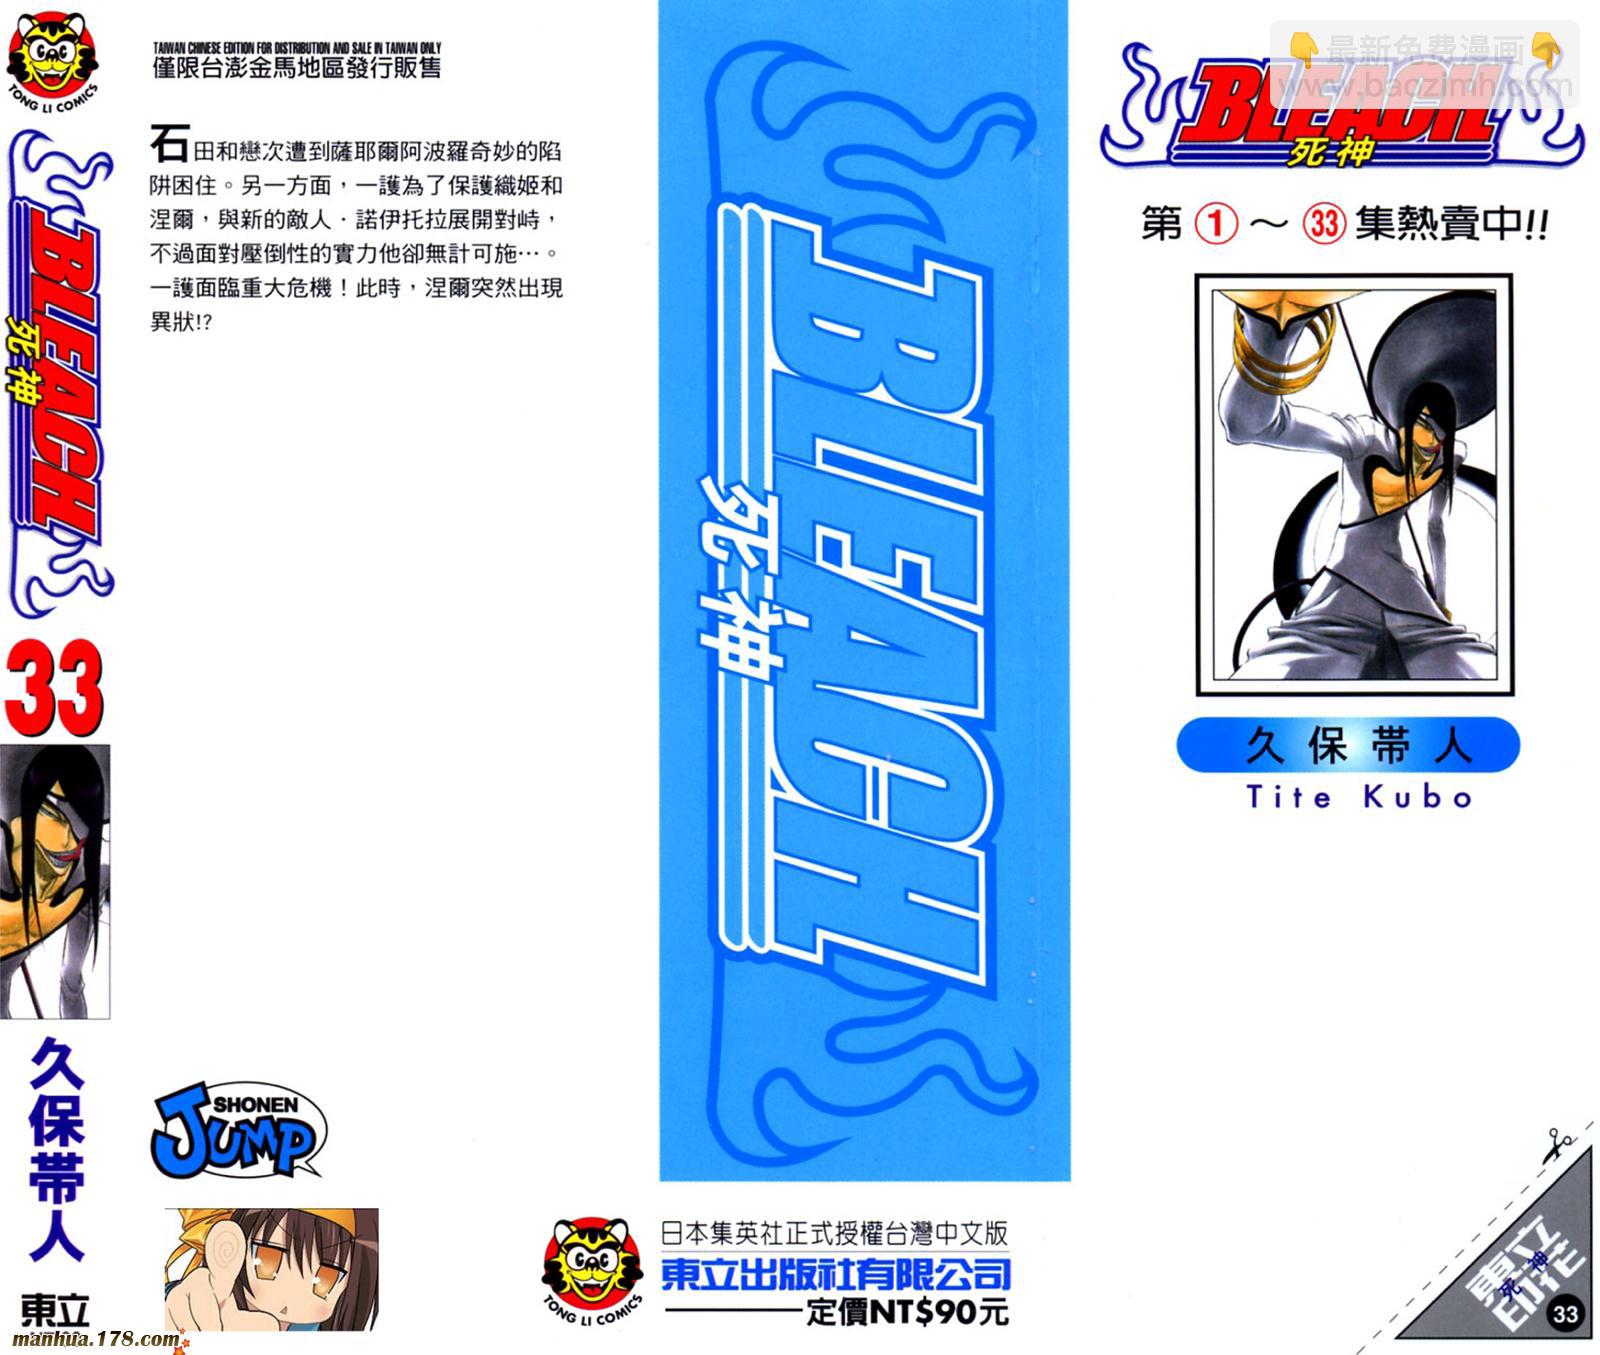 TONG LI COMICS
BLEACH
死神
33
久保帯人
東立
manhua.178.com
TAIWAN CHINESE EDITION FOR DISTRIBUTION AND SALE IN TAIWAN ONLY
僅限台澎金馬地區發行販售
石田和戀次遭到薩耶爾阿波羅奇妙的陷
阱困住。另一方面，一護為了保護織姬和
涅爾，與新的敵人．諾伊托拉展開對峙，
不過面對壓倒性的實力他卻無計可施…。
一護面臨重大危機！此時，涅爾突然出現
異狀!?
SHONEN
JUMP
BLEACH
死神
TONG LI COMICS
日本集英社正式授權台灣中文版
東立出版社有限公司
定價NT$90元
最新免費漫画
www.baozimh.com
BLEACH
死神
第①～㉝集熱賣中!!
久保帯人
Tite Kubo
東立
印花
死神
33